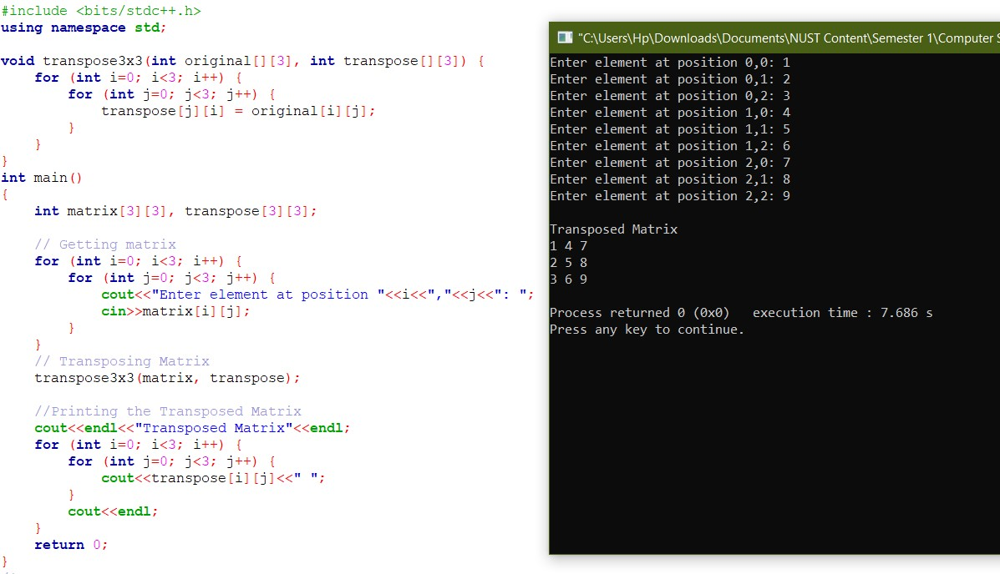 #include <bits/stdc++.h>
using namespace std;

void transpose3x3(int original[][3], int transpose[][3]) {
    for (int i=0; i<3; i++) {
        for (int j=0; j<3; j++) {
            transpose[j][i] = original[i][j];
        }
    }
}
int main()
{
    int matrix[3][3], transpose[3][3];

    // Getting matrix
    for (int i=0; i<3; i++) {
        for (int j=0; j<3; j++) {
            cout<<"Enter element at position "<<i<<","<<j<<": ";
            cin>>matrix[i][j];
        }
    }
    // Transposing Matrix
    transpose3x3(matrix, transpose);

    //Printing the Transposed Matrix
    cout<<endl<<"Transposed Matrix"<<endl;
    for (int i=0; i<3; i++) {
        for (int j=0; j<3; j++) {
            cout<<transpose[i][j]<<" ";
        }
        cout<<endl;
    }
    return 0;
}
"C:\Users\Hp\Downloads\Documents\NUST Content\Semester 1\Computer S
Enter element at position 0,0: 1
Enter element at position 0,1: 2
Enter element at position 0,2: 3
Enter element at position 1,0: 4
Enter element at position 1,1: 5
Enter element at position 1,2: 6
Enter element at position 2,0: 7
Enter element at position 2,1: 8
Enter element at position 2,2: 9

Transposed Matrix
1 4 7
2 5 8
3 6 9

Process returned 0 (0x0)   execution time : 7.686 s
Press any key to continue.